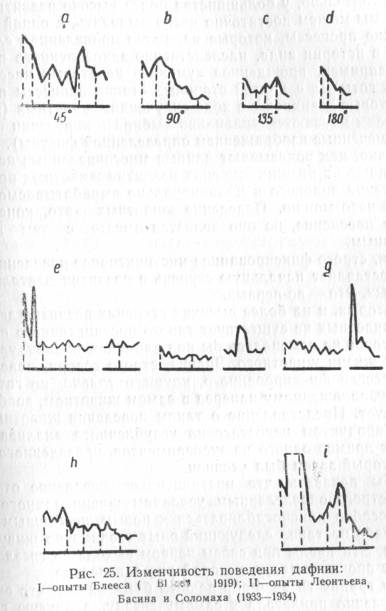 a b d
45° 90 135° 180°
e g
h i
Рис. 25. Изменчивость поведения дафнии:
I—опыты Блееса ( 1919); II—опыты Леонтьева,
Басина и Соломаха (1933—1934)